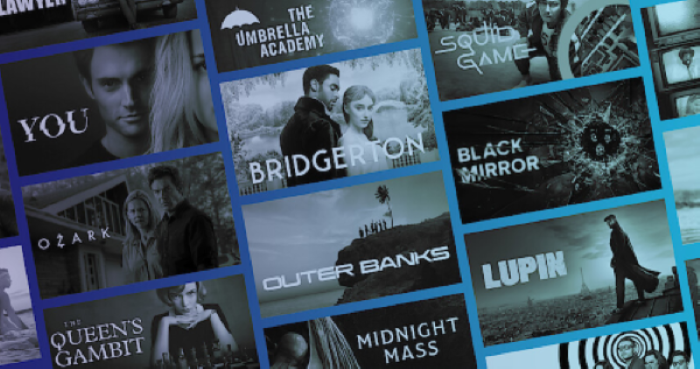 LAWYER
YOU
OZARK
THE
QUEEN'S
GAMBIT
THE
UMBRELLA
ACADEMY
BRIDGERTON
OUTER BANKS
MIDNIGHT
MASS
SQUID
GAME
BLACK
MIRROR
LUPIN